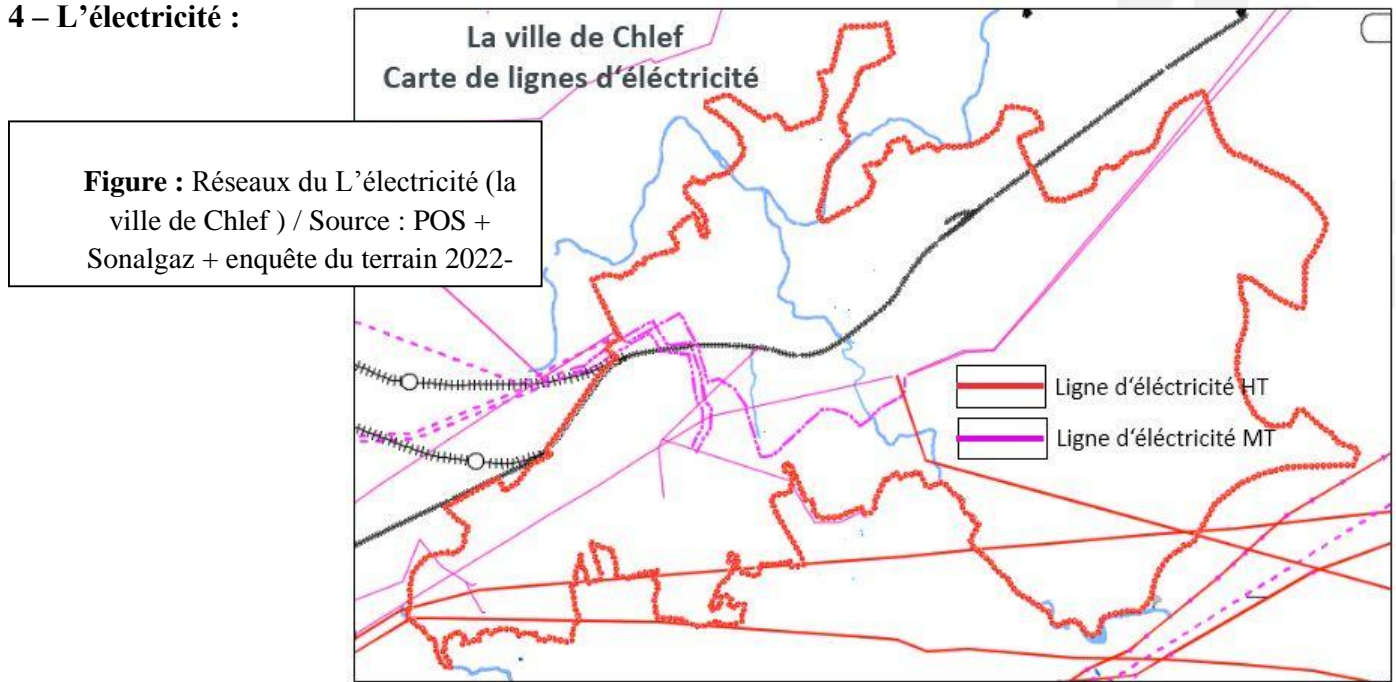 4 – L’électricité :
La ville de Chlef
Carte de lignes d’éléctricité
Figure : Réseaux du L’électricité (la
ville de Chlef ) / Source : POS +
Sonalgaz + enquête du terrain 2022-
Ligne d’éléctricité HT
Ligne d’éléctricité MT